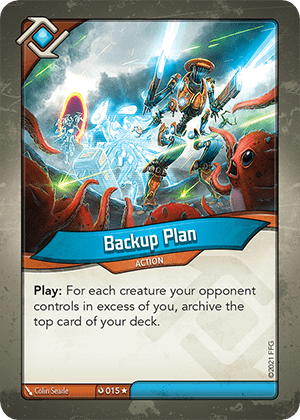 Backup Plan
ACTION
Play: For each creature your opponent
controls in excess of you, archive the
top card of your deck.
Colin Searle
015★
©2021 FFG